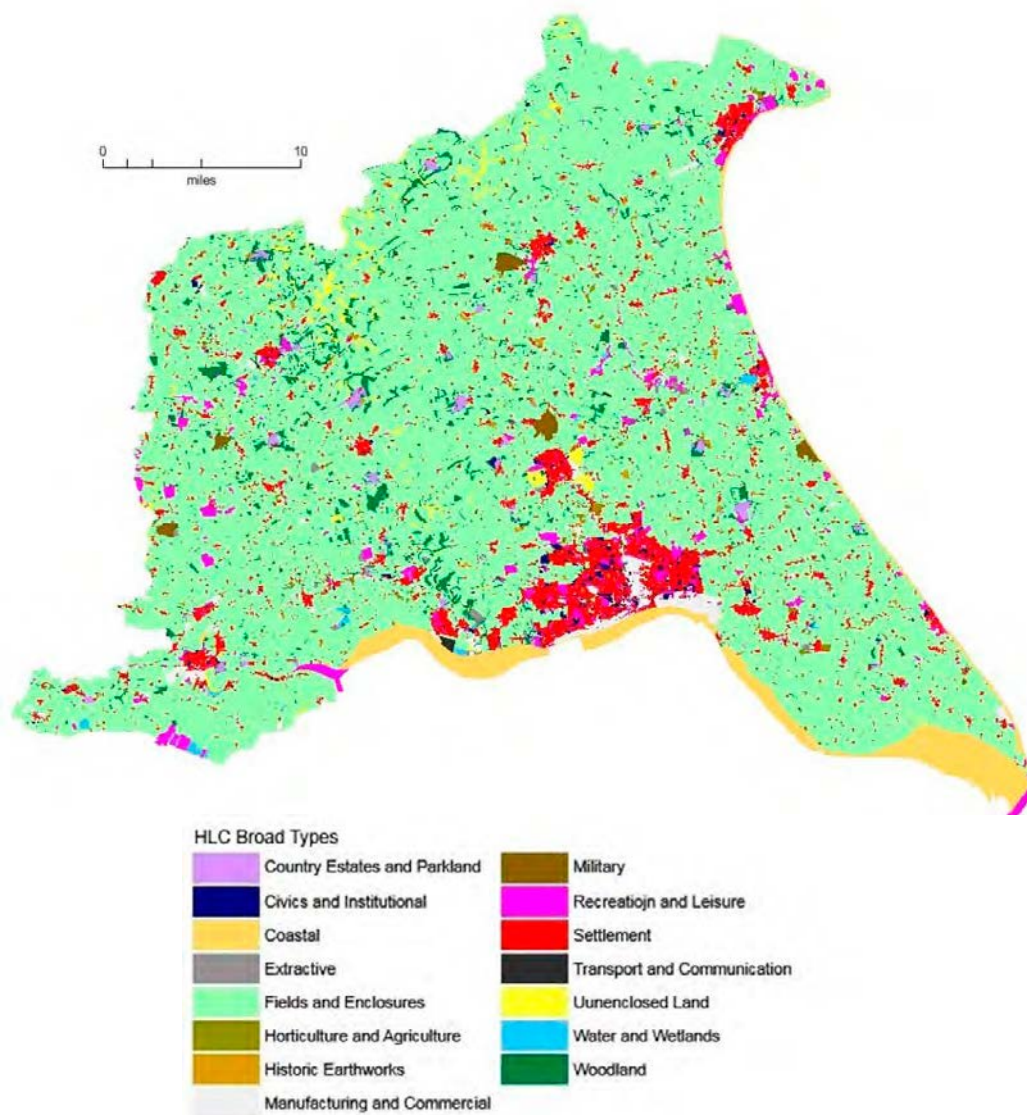 0 10
miles
HLC Broad Types
Country Estates and Parkland
Civics and Institutional
Coastal
Extractive
Fields and Enclosures
Horticulture and Agriculture
Historic Earthworks
Manufacturing and Commercial
Military
Recreatiojn and Leisure
Settlement
Transport and Communication
Uunenclosed Land
Water and Wetlands
Woodland